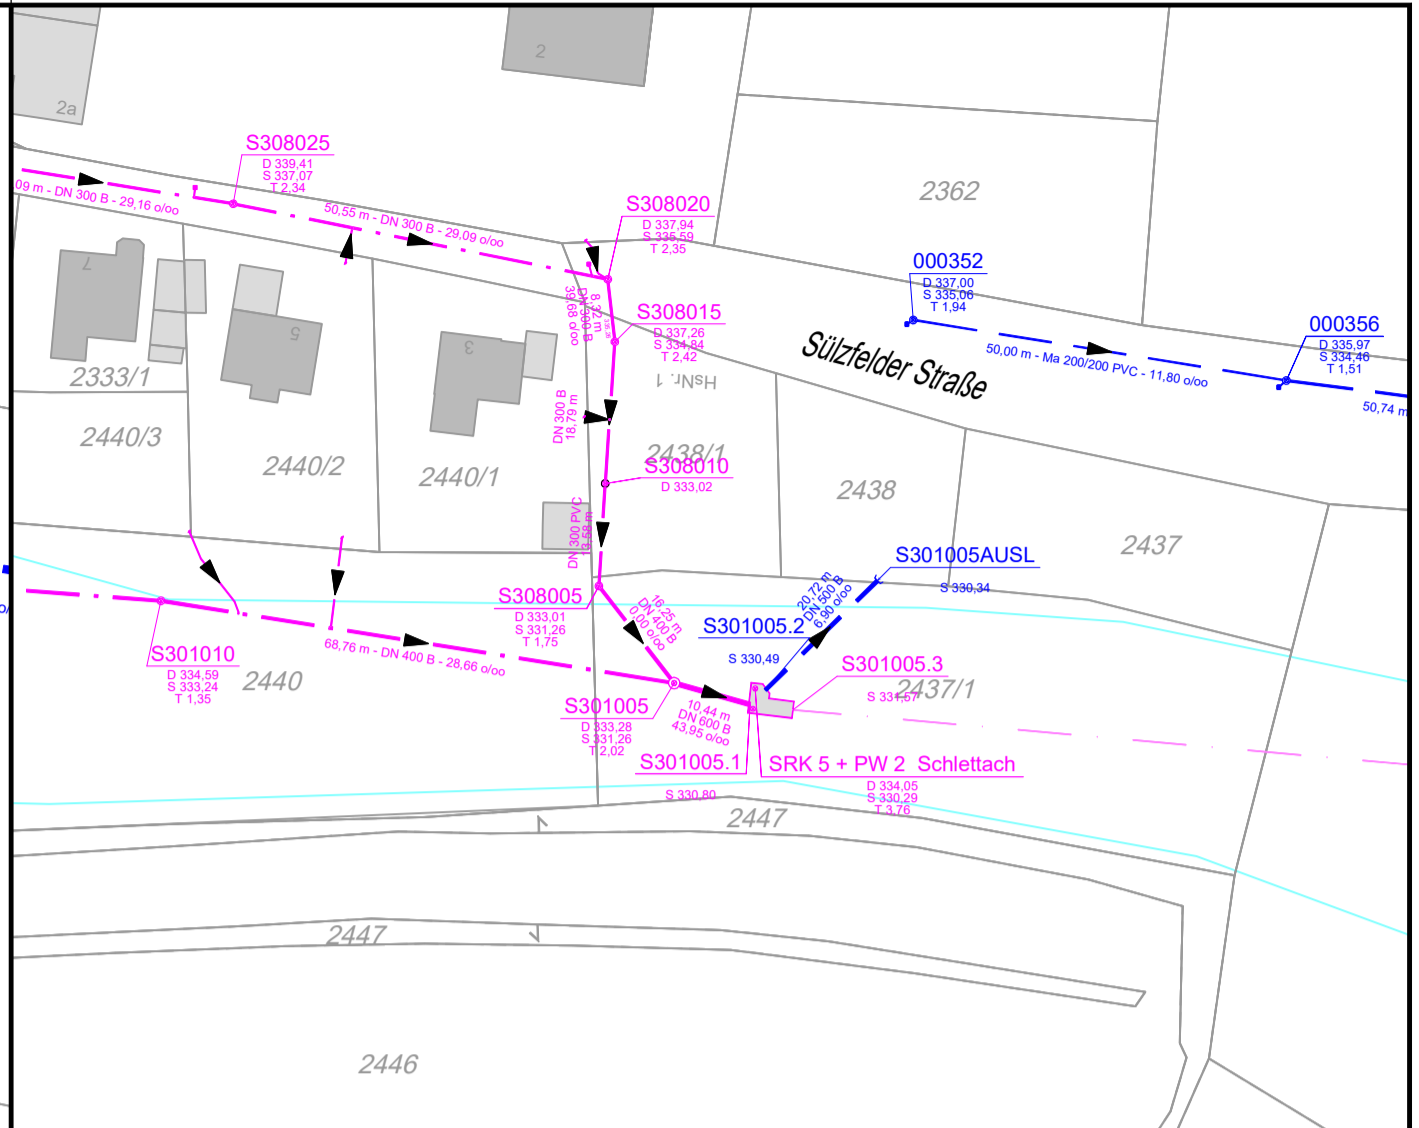 2
2a
S308025
D 339,41
S 337,07
T 2,34
09 m - DN 300 B - 29,16 o/oo
50,55 m - DN 300 B - 29,09 o/oo
S308020
D 337,94
S 335,59
T 2,35
2362
000352
D 337,00
S 335,06
T 1,94
7
5
3
8,32 m
DN 300 B
39,68 o/oo
S308015
D 337,26
S 334,84
T 2,42
HsNr. 1
Sülzfelder Straße
50,00 m - Ma 200/200 PVC - 11,80 o/oo
000356
D 335,97
S 334,46
T 1,51
50,74 m
2333/1
2440/3
2440/2
2440/1
DN 300 B
18,79 m
2438/1
S308010
D 333,02
2438
2437
DN 300 PVC
13,58 m
S301005AUSL
S 330,34
S308005
D 333,01
S 331,26
T 1,75
16,25 m
DN 400 B
0,00 o/oo
20,72 m
DN 500 B
6,90 o/oo
S301005.2
S 330,49
S301010
D 334,59
S 333,24
T 1,35
2440
68,76 m - DN 400 B - 28,66 o/oo
S301005.3
S 331,57
2437/1
S301005
D 333,28
S 331,26
T 2,02
10,44 m
DN 600 B
43,95 o/oo
S301005.1
S 330,80
SRK 5 + PW 2 Schlettach
D 334,05
S 330,29
T 3,76
2447
2447
2446